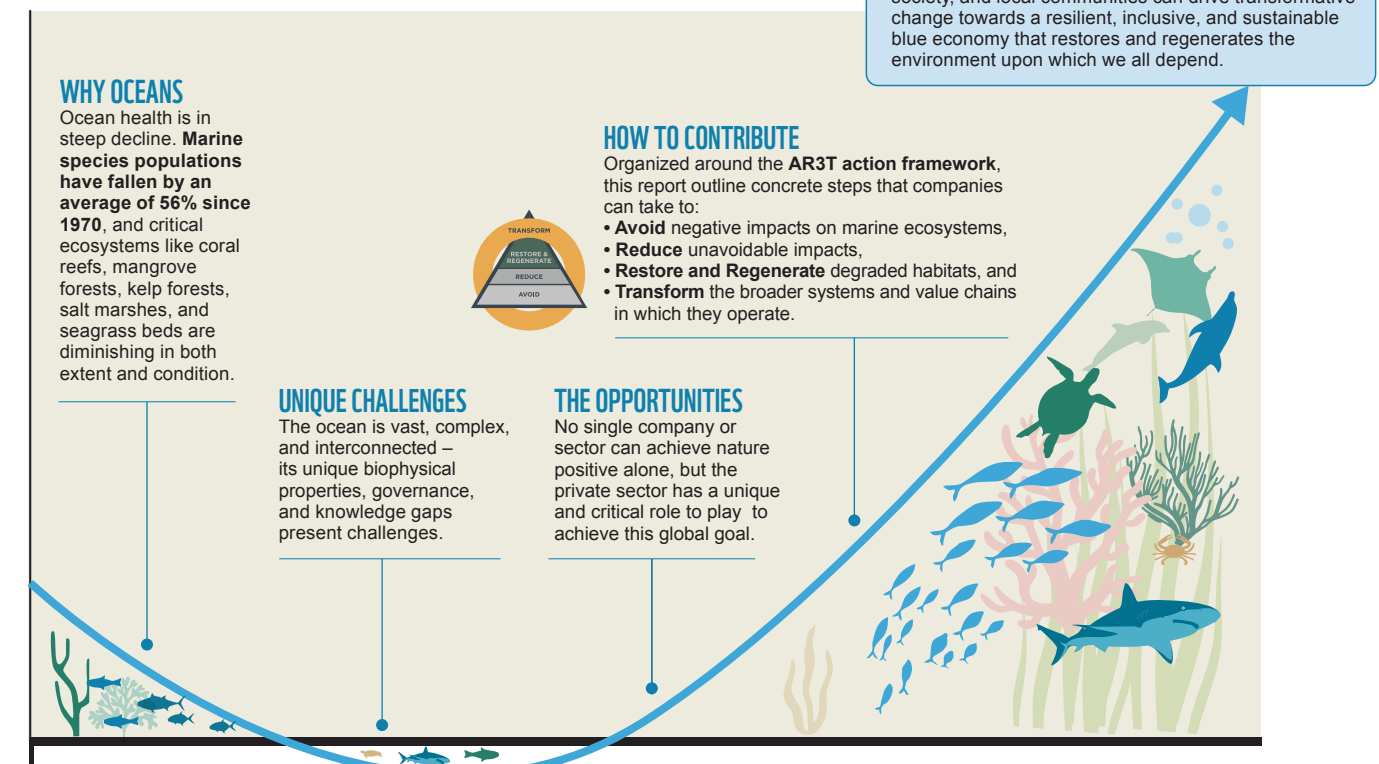 society, and local communities can drive transformative
change towards a resilient, inclusive, and sustainable
blue economy that restores and regenerates the
environment upon which we all depend.
WHY OCEANS
Ocean health is in
steep decline. Marine
species populations
have fallen by an
average of 56% since
1970, and critical
ecosystems like coral
reefs, mangrove
forests, kelp forests,
salt marshes, and
seagrass beds are
diminishing in both
extent and condition.
UNIQUE CHALLENGES
The ocean is vast, complex,
and interconnected –
its unique biophysical
properties, governance,
and knowledge gaps
present challenges.
THE OPPORTUNITIES
No single company or
sector can achieve nature
positive alone, but the
private sector has a unique
and critical role to play to
achieve this global goal.
HOW TO CONTRIBUTE
Organized around the AR3T action framework,
this report outline concrete steps that companies
can take to:
• Avoid negative impacts on marine ecosystems,
• Reduce unavoidable impacts,
• Restore and Regenerate degraded habitats, and
• Transform the broader systems and value chains
in which they operate.
TRANSFORM
RESTORE &
REGENERATE
REDUCE
AVOID